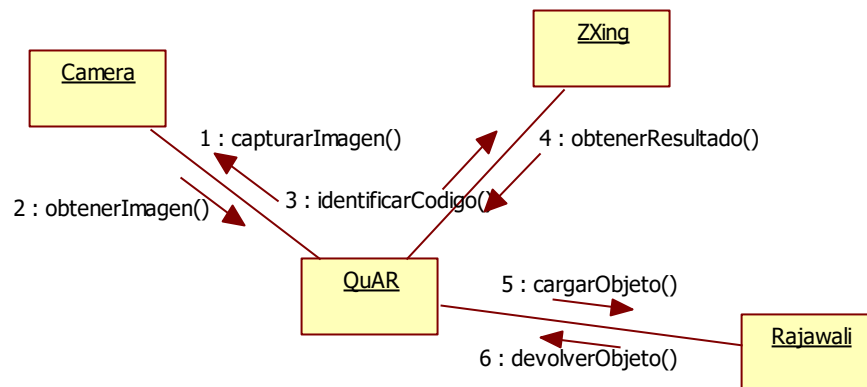 ZXing
Camera
1 : capturarImagen()
4 : obtenerResultado()
3 : identificarCodigo()
2 : obtenerImagen()
QuAR
5 : cargarObjeto()
Rajawali
6 : devolverObjeto()